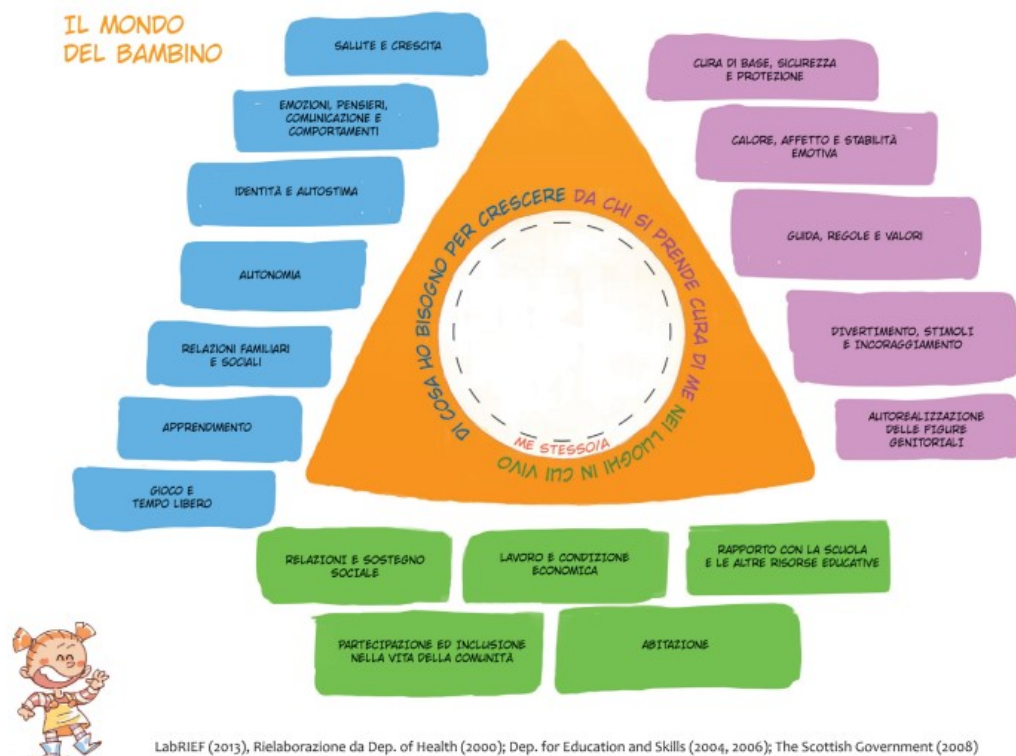 IL MONDO
DEL BAMBINO
SALUTE E CRESCITA
EMOZIONI, PENSIERI,
COMUNICAZIONE E
COMPORTAMENTI
IDENTITÀ E AUTOSTIMA
AUTONOMIA
RELAZIONI FAMILIARI
E SOCIALI
APPRENDIMENTO
GIOCO E
TEMPO LIBERO
DI COSA HO BISOGNO PER CRESCERE
DA CHI SI PRENDE CURA DI ME
NEI LUOGHI IN CUI VIVO
ME STESSO/A
CURA DI BASE, SICUREZZA
E PROTEZIONE
CALORE, AFFETTO E STABILITÀ
EMOTIVA
GUIDA, REGOLE E VALORI
DIVERTIMENTO, STIMOLI
E INCORAGGIAMENTO
AUTOREALIZZAZIONE
DELLE FIGURE
GENITORIALI
RELAZIONI E SOSTEGNO
SOCIALE
LAVORO E CONDIZIONE
ECONOMICA
RAPPORTO CON LA SCUOLA
E LE ALTRE RISORSE EDUCATIVE
PARTECIPAZIONE ED INCLUSIONE
NELLA VITA DELLA COMUNITÀ
ABITAZIONE
LabRIEF (2013), Rielaborazione da Dep. of Health (2000); Dep. for Education and Skills (2004, 2006); The Scottish Government (2008)